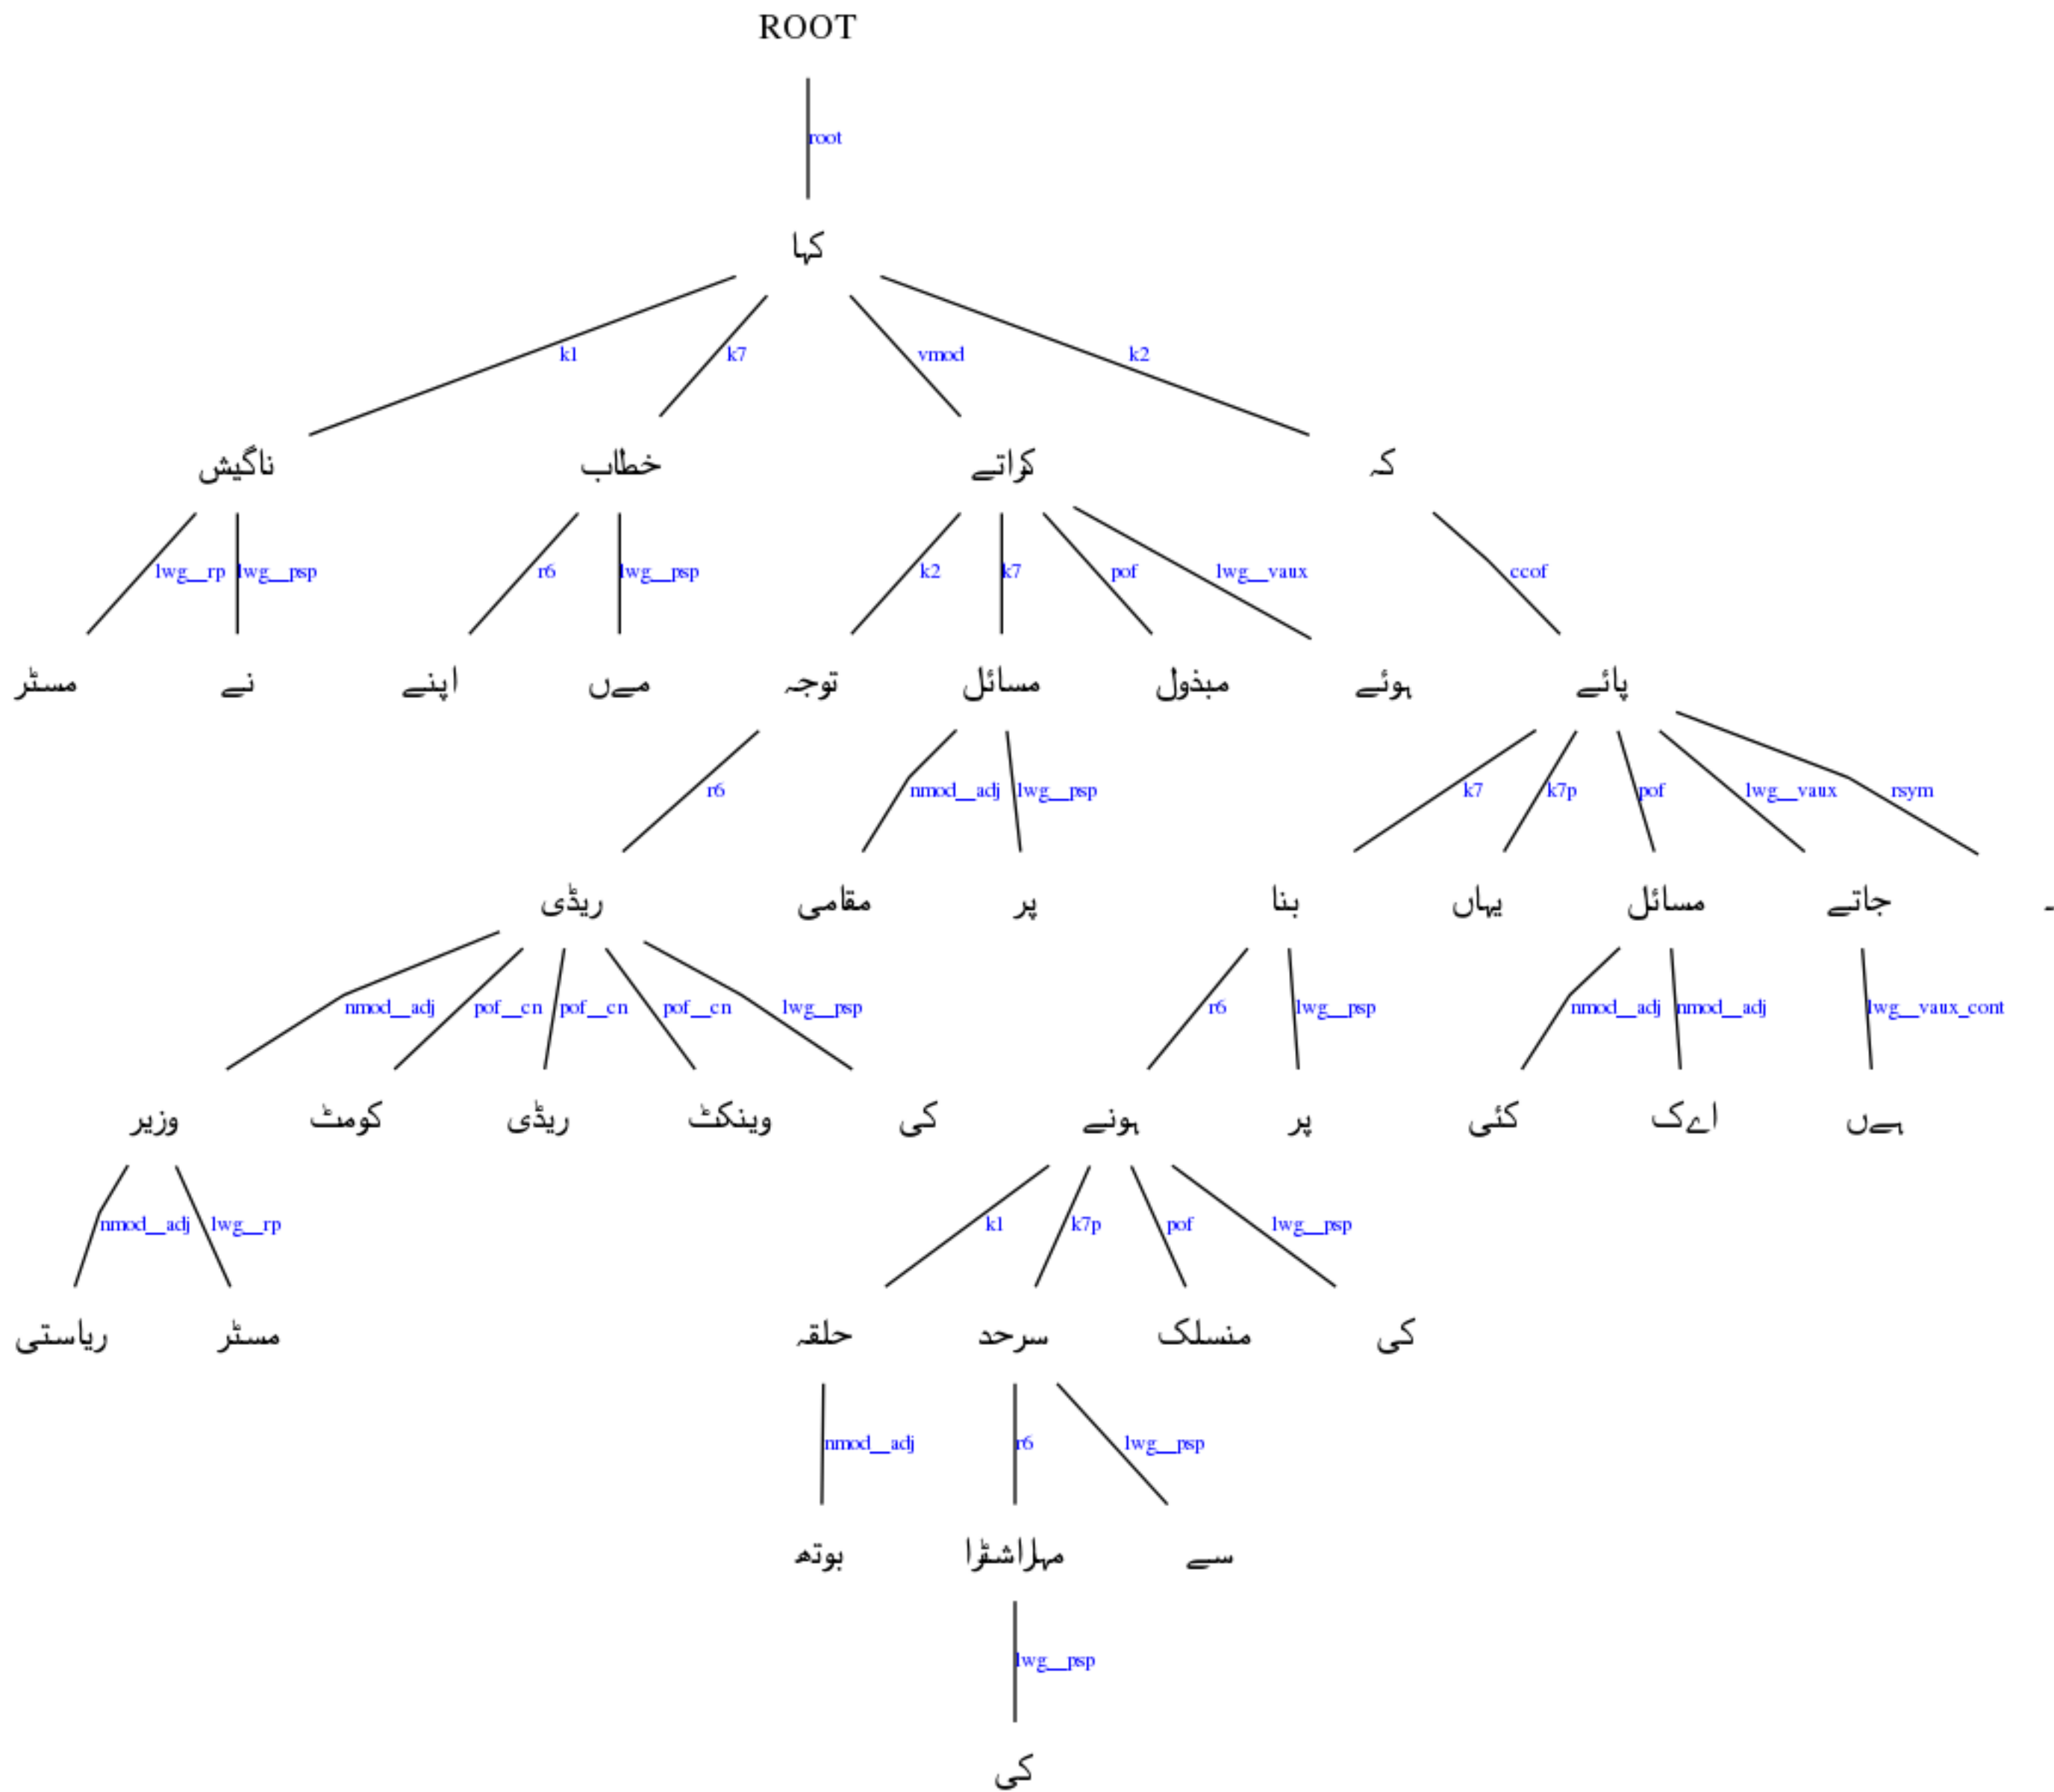 ROOT
root
کہا
k1 k7 vmod k2
ناگیش خطاب کراتے کہ
lwg__rp lwg__psp r6 lwg__psp k2 k7 pof lwg__vaux ccof
مسٹر نے اپنے مےں توجہ مسائل مبذول ہوئے پائے
r6 nmod__adj lwg__psp k7 k7p pof lwg__vaux rsym
ریڈی مقامی پر بنا یہاں مسائل جاتے ۔
nmod__adj pof__cn pof__cn pof__cn lwg__psp r6 lwg__psp nmod__adj nmod__adj lwg__vaux_cont
وزیر کومٹ ریڈی وینکٹ کی ہونے پر کئی اےک ہےں
nmod__adj lwg__rp k1 k7p pof lwg__psp
ریاستی مسٹر حلقہ سرحد منسلک کی
nmod__adj r6 lwg__psp
بوتھ مہاراشٹرا سے
lwg__psp
کی